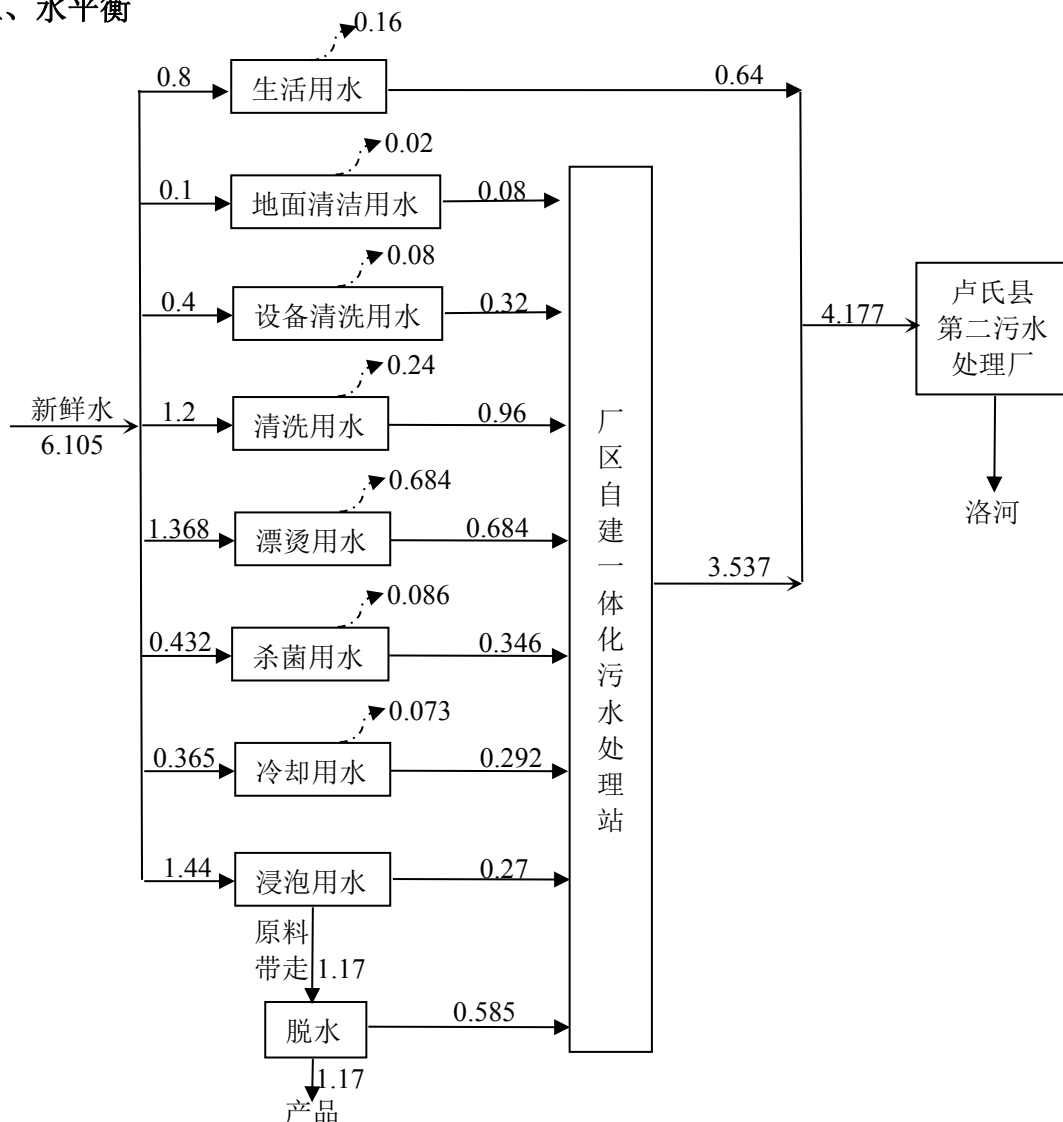 、水平衡
0.16
0.8
生活用水
0.64
0.02
0.1
地面清洁用水
0.08
0.08
0.4
设备清洗用水
0.32
0.24
新鲜水
6.105
1.2
清洗用水
0.96
0.684
1.368
漂烫用水
0.684
0.086
0.432
杀菌用水
0.346
0.073
0.365
冷却用水
0.292
1.44
浸泡用水
0.27
原料
带走
1.17
脱水
0.585
1.17
产品
厂
区
自
建
一
体
化
污
水
处
理
站
3.537
4.177
卢氏县
第二污水
处理厂
洛河